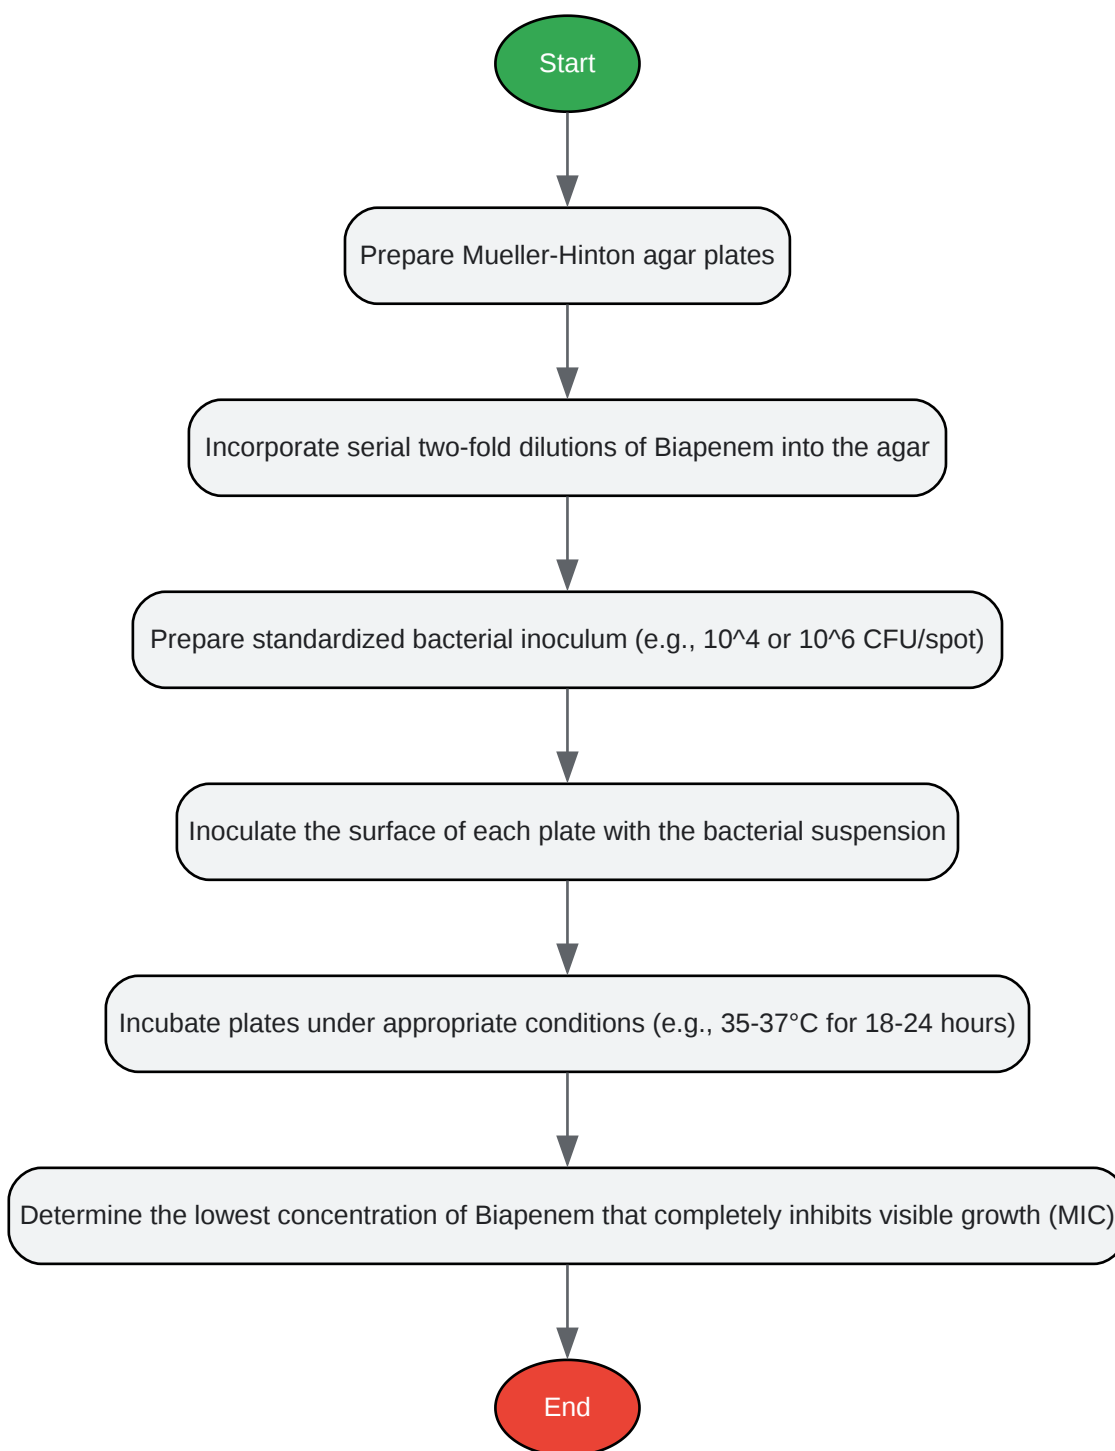 Start
Prepare Mueller-Hinton agar plates
Incorporate serial two-fold dilutions of Biapenem into the agar
Prepare standardized bacterial inoculum (e.g., 10^4 or 10^6 CFU/spot)
Inoculate the surface of each plate with the bacterial suspension
Incubate plates under appropriate conditions (e.g., 35-37°C for 18-24 hours)
Determine the lowest concentration of Biapenem that completely inhibits visible growth (MIC)
End